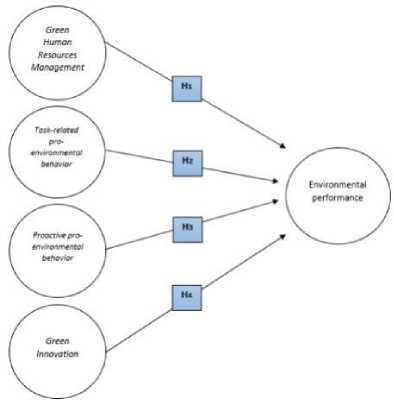 Green
Human
Resources
Management
H1
Task-related
pro-
environmental
behavior
H2
Environmental
performance
Proactive pro-
environmental
behavior
H3
H4
Green
Innovation